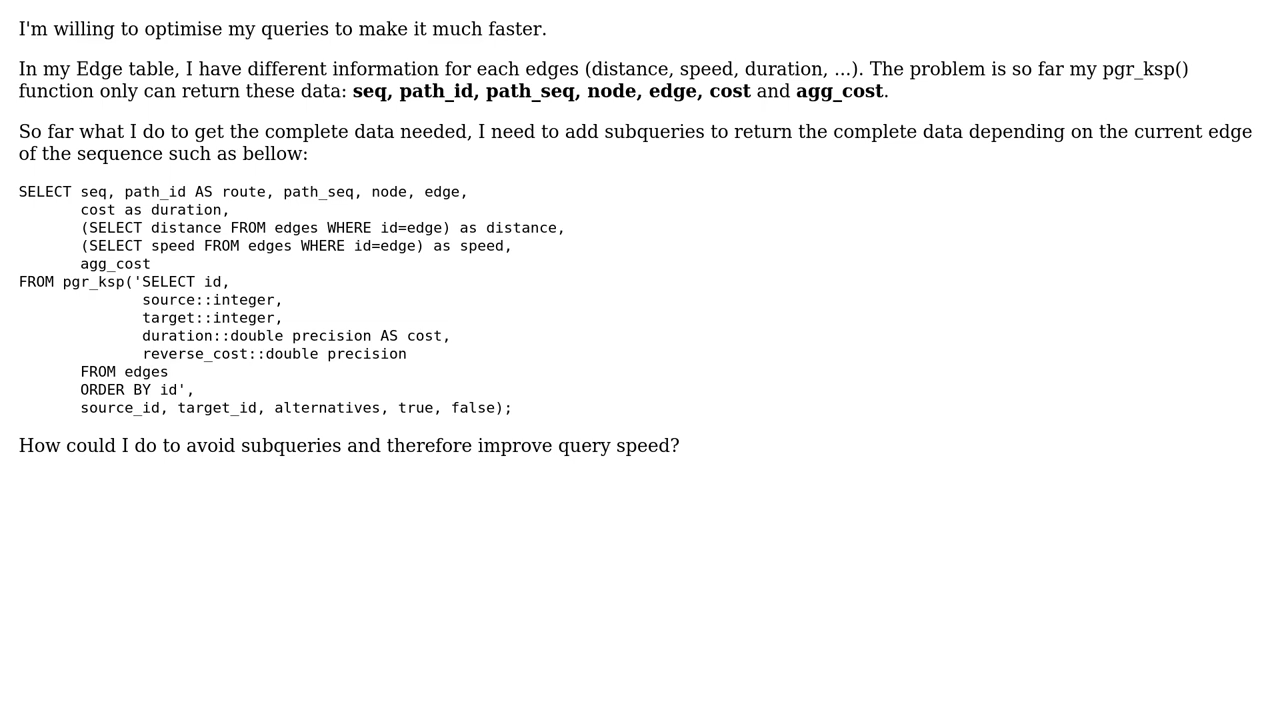 I'm willing to optimise my queries to make it much faster.
In my Edge table, I have different information for each edges (distance, speed, duration, ...). The problem is so far my pgr_ksp()
function only can return these data: seq, path_id, path_seq, node, edge, cost and agg_cost.
So far what I do to get the complete data needed, I need to add subqueries to return the complete data depending on the current edge
of the sequence such as bellow:
SELECT seq, path_id AS route, path_seq, node, edge,
       cost as duration,
       (SELECT distance FROM edges WHERE id=edge) as distance,
       (SELECT speed FROM edges WHERE id=edge) as speed,
       agg_cost
FROM pgr_ksp('SELECT id,
              source::integer,
              target::integer,
              duration::double precision AS cost,
              reverse_cost::double precision
       FROM edges
       ORDER BY id',
       source_id, target_id, alternatives, true, false);
How could I do to avoid subqueries and therefore improve query speed?